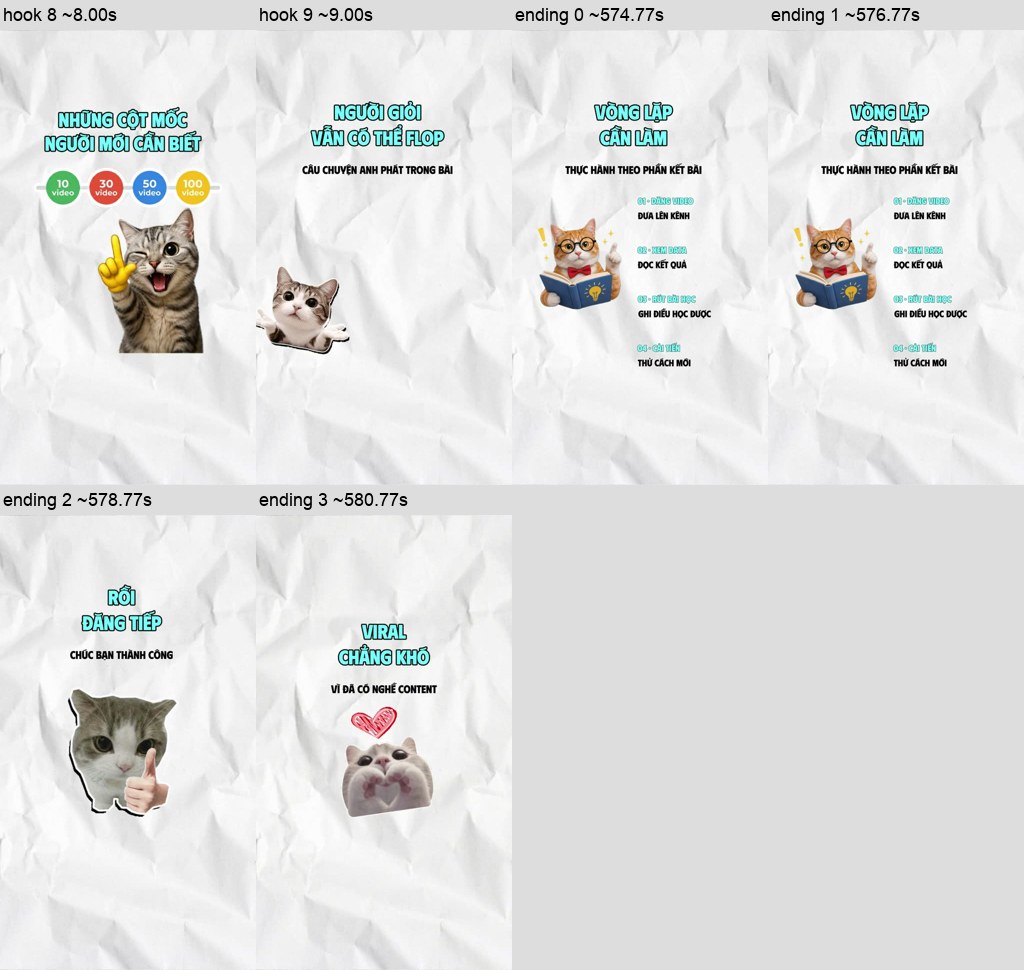 hook 8 ~8.00s
hook 9 ~9.00s
ending 0 ~574.77s
ending 1 ~576.77s
NHỮNG CỘT MỐC
NGƯỜI MỚI CẦN BIẾT
10
video
30
video
50
video
100
video
NGƯỜI GIỎI
VẪN CÓ THỂ FLOP
CÂU CHUYỆN ANH PHÁT TRONG BÀI
VÒNG LẶP
CẦN LÀM
THỰC HÀNH THEO PHẦN KẾT BÀI
01 - ĐĂNG VIDEO
ĐƯA LÊN KÊNH
02 - XEM DATA
ĐỌC KẾT QUẢ
03 - RÚT BÀI HỌC
GHI ĐIỀU HỌC ĐƯỢC
04 - CẢI TIẾN
THỬ CÁCH MỚI
VÒNG LẶP
CẦN LÀM
THỰC HÀNH THEO PHẦN KẾT BÀI
01 - ĐĂNG VIDEO
ĐƯA LÊN KÊNH
02 - XEM DATA
ĐỌC KẾT QUẢ
03 - RÚT BÀI HỌC
GHI ĐIỀU HỌC ĐƯỢC
04 - CẢI TIẾN
THỬ CÁCH MỚI
ending 2 ~578.77s
ending 3 ~580.77s
RỒI
ĐĂNG TIẾP
CHÚC BẠN THÀNH CÔNG
VIRAL
CHẲNG KHÓ
VÌ ĐÃ CÓ NGHỀ CONTENT